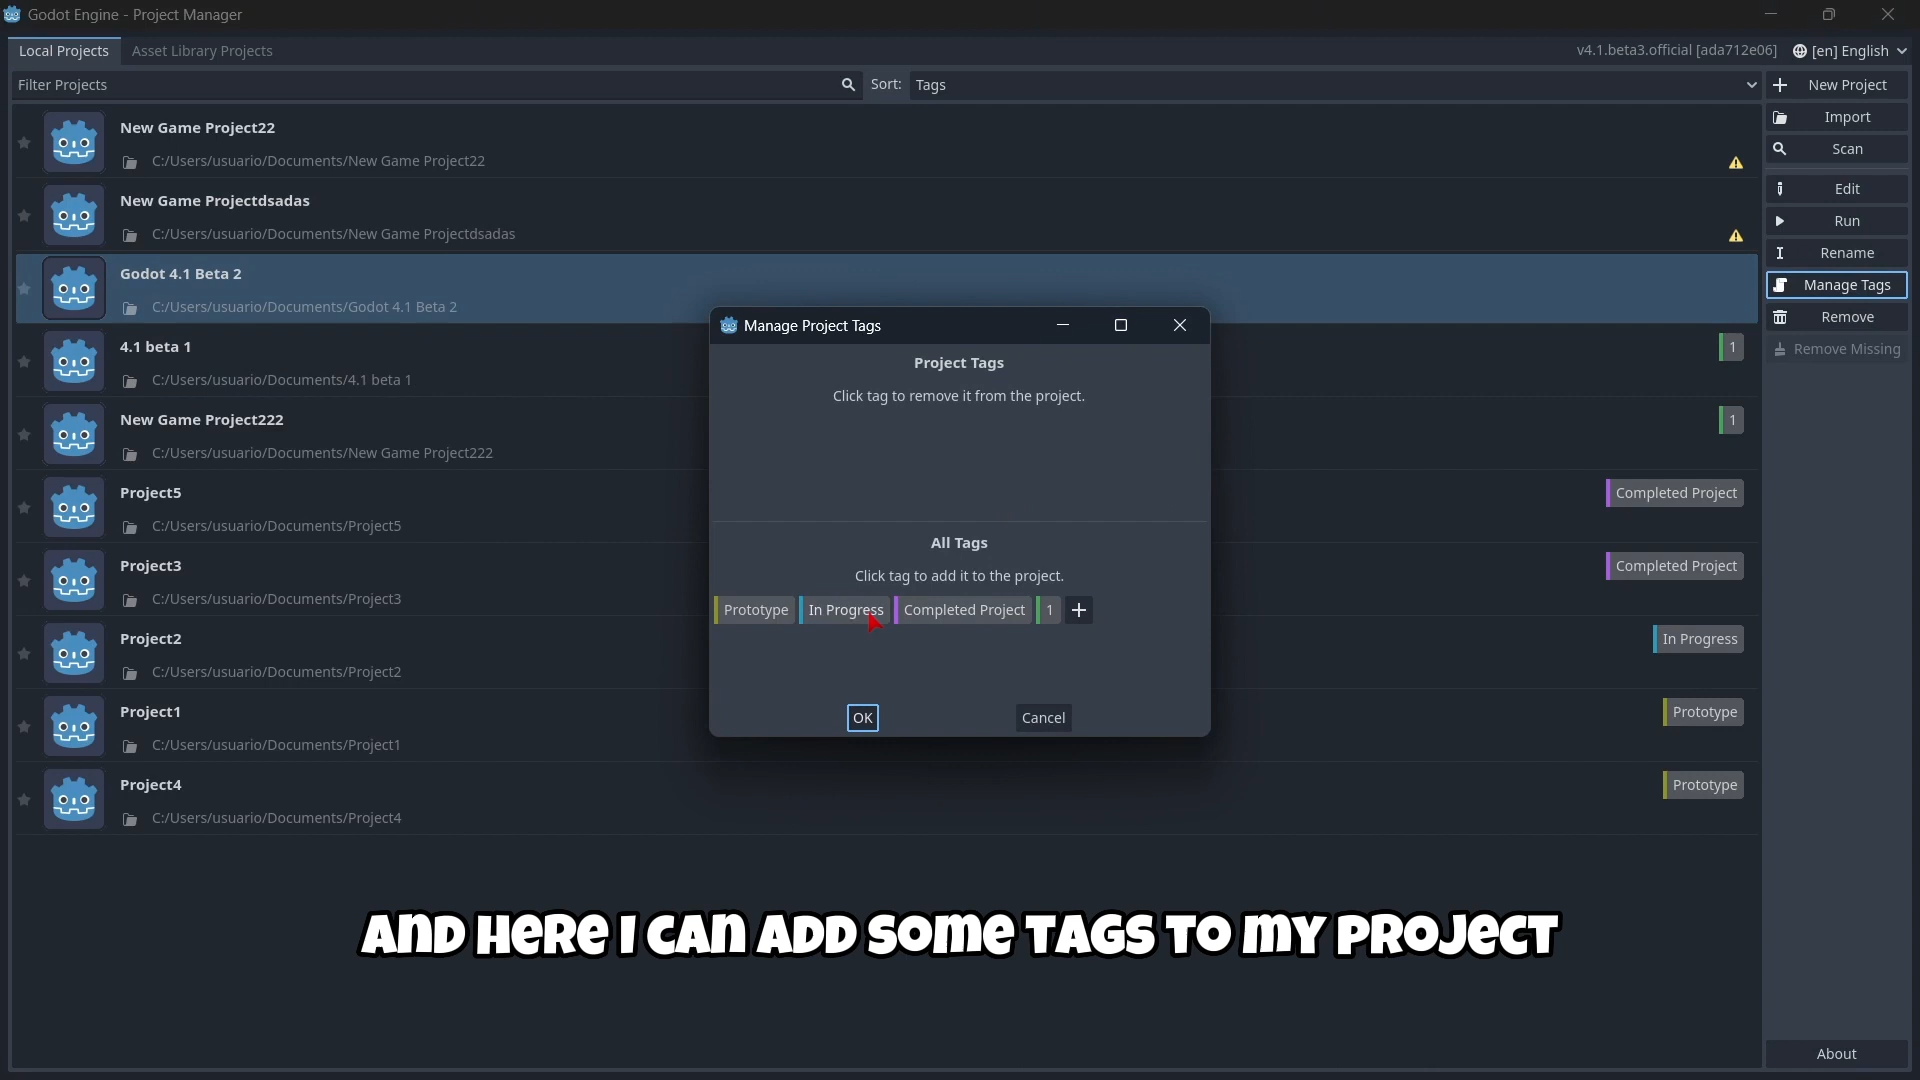 Godot Engine - Project Manager
Local Projects
Asset Library Projects
v4.1.beta3.official [ada712e06]
[en] English
Filter Projects
Sort:
Tags
New Project
Import
Scan
Edit
Run
Rename
Manage Tags
Remove
Remove Missing
New Game Project22
C:/Users/usuario/Documents/New Game Project22
New Game Projectdsadas
C:/Users/usuario/Documents/New Game Projectdsadas
Godot 4.1 Beta 2
C:/Users/usuario/Documents/Godot 4.1 Beta 2
4.1 beta 1
1
C:/Users/usuario/Documents/4.1 beta 1
New Game Project222
1
C:/Users/usuario/Documents/New Game Project222
Project5
Completed Project
C:/Users/usuario/Documents/Project5
Project3
Completed Project
C:/Users/usuario/Documents/Project3
Project2
In Progress
C:/Users/usuario/Documents/Project2
Project1
Prototype
C:/Users/usuario/Documents/Project1
Project4
Prototype
C:/Users/usuario/Documents/Project4
Manage Project Tags
Project Tags
Click tag to remove it from the project.
All Tags
Click tag to add it to the project.
Prototype
In Progress
Completed Project
1
OK
Cancel
AND HERE I CAN ADD SOME TAGS TO MY PROJECT
About